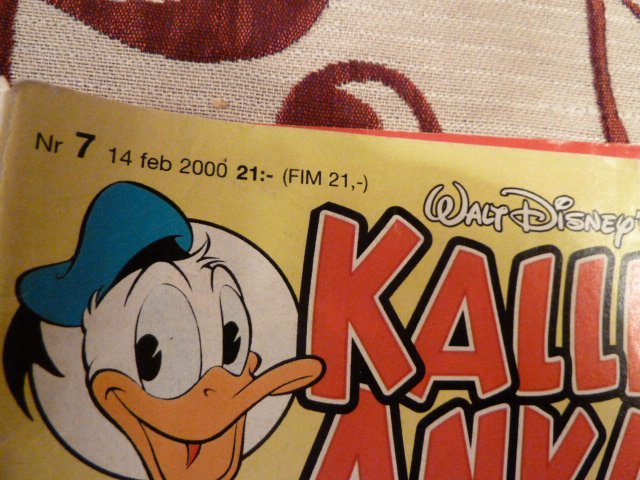 Nr 7 14 feb 2000 21:- (FIM 21,-)
WALT DISNEY
KALL
ANK